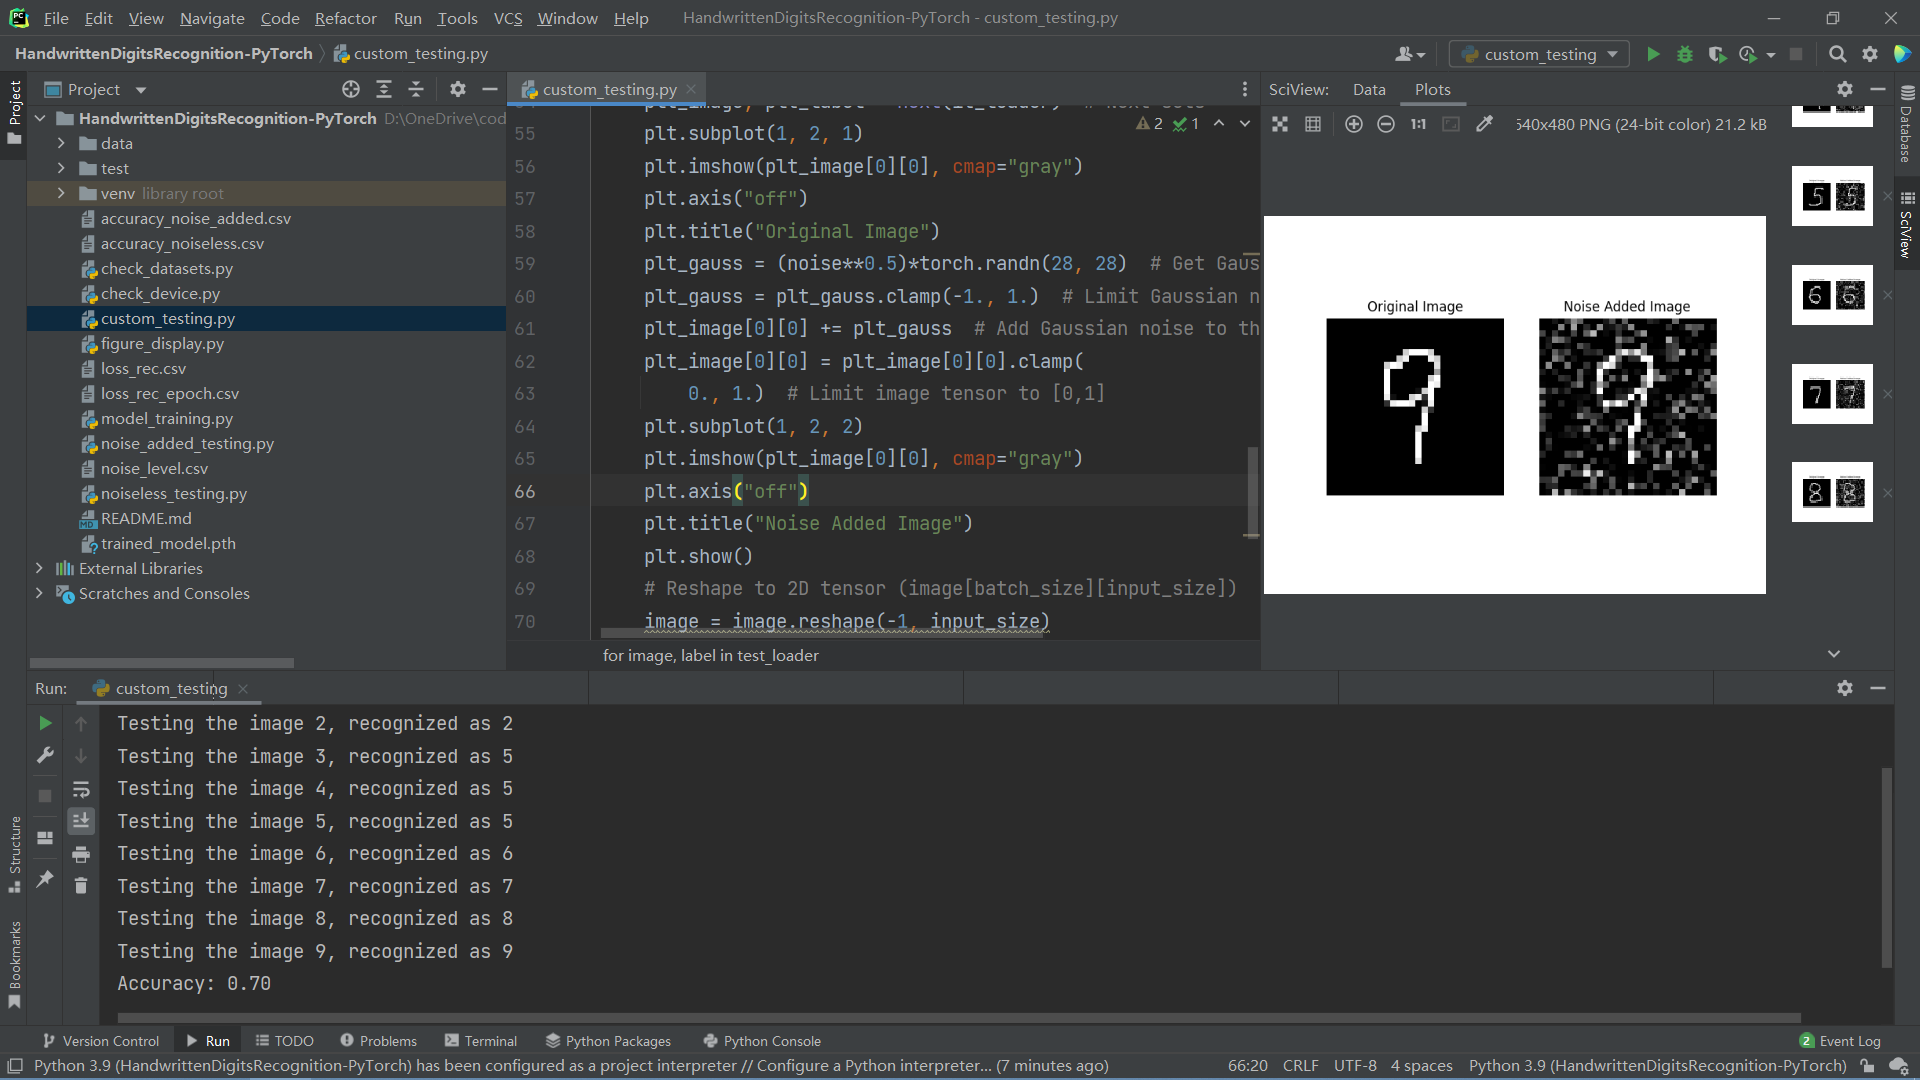 File Edit View Navigate Code Refactor Run Tools VCS Window Help HandwrittenDigitsRecognition-PyTorch - custom_testing.py
HandwrittenDigitsRecognition-PyTorch custom_testing.py custom_testing
Project
Project
HandwrittenDigitsRecognition-PyTorch D:\OneDrive\cod
data
test
venv library root
accuracy_noise_added.csv
accuracy_noiseless.csv
check_datasets.py
check_device.py
custom_testing.py
figure_display.py
loss_rec.csv
loss_rec_epoch.csv
model_training.py
noise_added_testing.py
noise_level.csv
noiseless_testing.py
README.md
trained_model.pth
External Libraries
Scratches and Consoles
custom_testing.py
2 1
55 plt.subplot(1, 2, 1)
56 plt.imshow(plt_image[0][0], cmap="gray")
57 plt.axis("off")
58 plt.title("Original Image")
59 plt_gauss = (noise**0.5)*torch.randn(28, 28)  # Get Gaus
60 plt_gauss = plt_gauss.clamp(-1., 1.)  # Limit Gaussian n
61 plt_image[0][0] += plt_gauss  # Add Gaussian noise to th
62 plt_image[0][0] = plt_image[0][0].clamp(
63 0., 1.)  # Limit image tensor to [0,1]
64 plt.subplot(1, 2, 2)
65 plt.imshow(plt_image[0][0], cmap="gray")
66 plt.axis("off")
67 plt.title("Noise Added Image")
68 plt.show()
69 # Reshape to 2D tensor (image[batch_size][input_size])
70 image = image.reshape(-1, input_size)
for image, label in test_loader
SciView: Data Plots
1:1 640x480 PNG (24-bit color) 21.2 kB
Original Image Noise Added Image
9 9
5 5
6 6
7 7
8 8
Database
SciView
Run: custom_testing
Testing the image 2, recognized as 2
Testing the image 3, recognized as 5
Testing the image 4, recognized as 5
Testing the image 5, recognized as 5
Testing the image 6, recognized as 6
Testing the image 7, recognized as 7
Testing the image 8, recognized as 8
Testing the image 9, recognized as 9
Accuracy: 0.70
Structure
Bookmarks
Version Control Run TODO Problems Terminal Python Packages Python Console 2 Event Log
Python 3.9 (HandwrittenDigitsRecognition-PyTorch) has been configured as a project interpreter // Configure a Python interpreter... (7 minutes ago) 66:20 CRLF UTF-8 4 spaces Python 3.9 (HandwrittenDigitsRecognition-PyTorch)